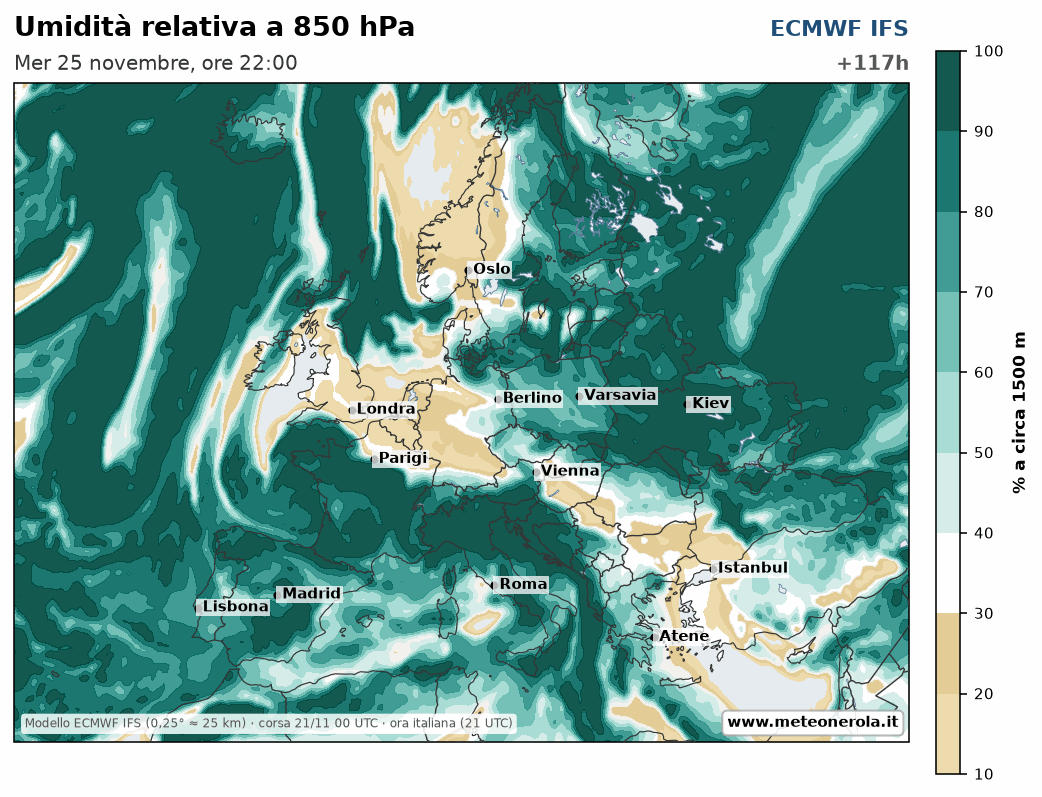 Umidità relativa a 850 hPa
ECMWF IFS
Mer 25 novembre, ore 22:00
+117h
100
90
80
70
60
50
40
30
20
10
% a circa 1500 m
Oslo
Berlino
Varsavia
Kiev
Londra
Parigi
Vienna
Istanbul
Roma
Madrid
Lisbona
Atene
Modello ECMWF IFS (0,25° ≈ 25 km) · corsa 21/11 00 UTC · ora italiana (21 UTC)
www.meteonerola.it